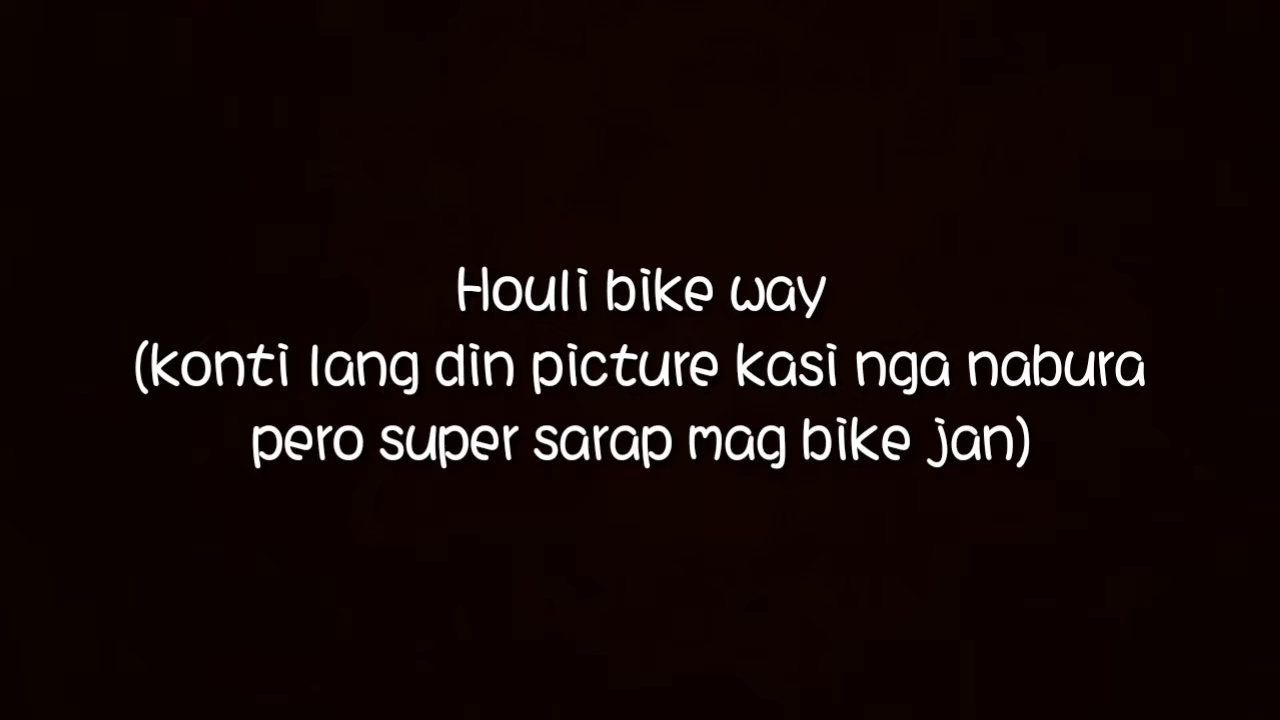 Houli bike way
(konti lang din picture kasi nga nabura
pero super sarap mag bike jan)